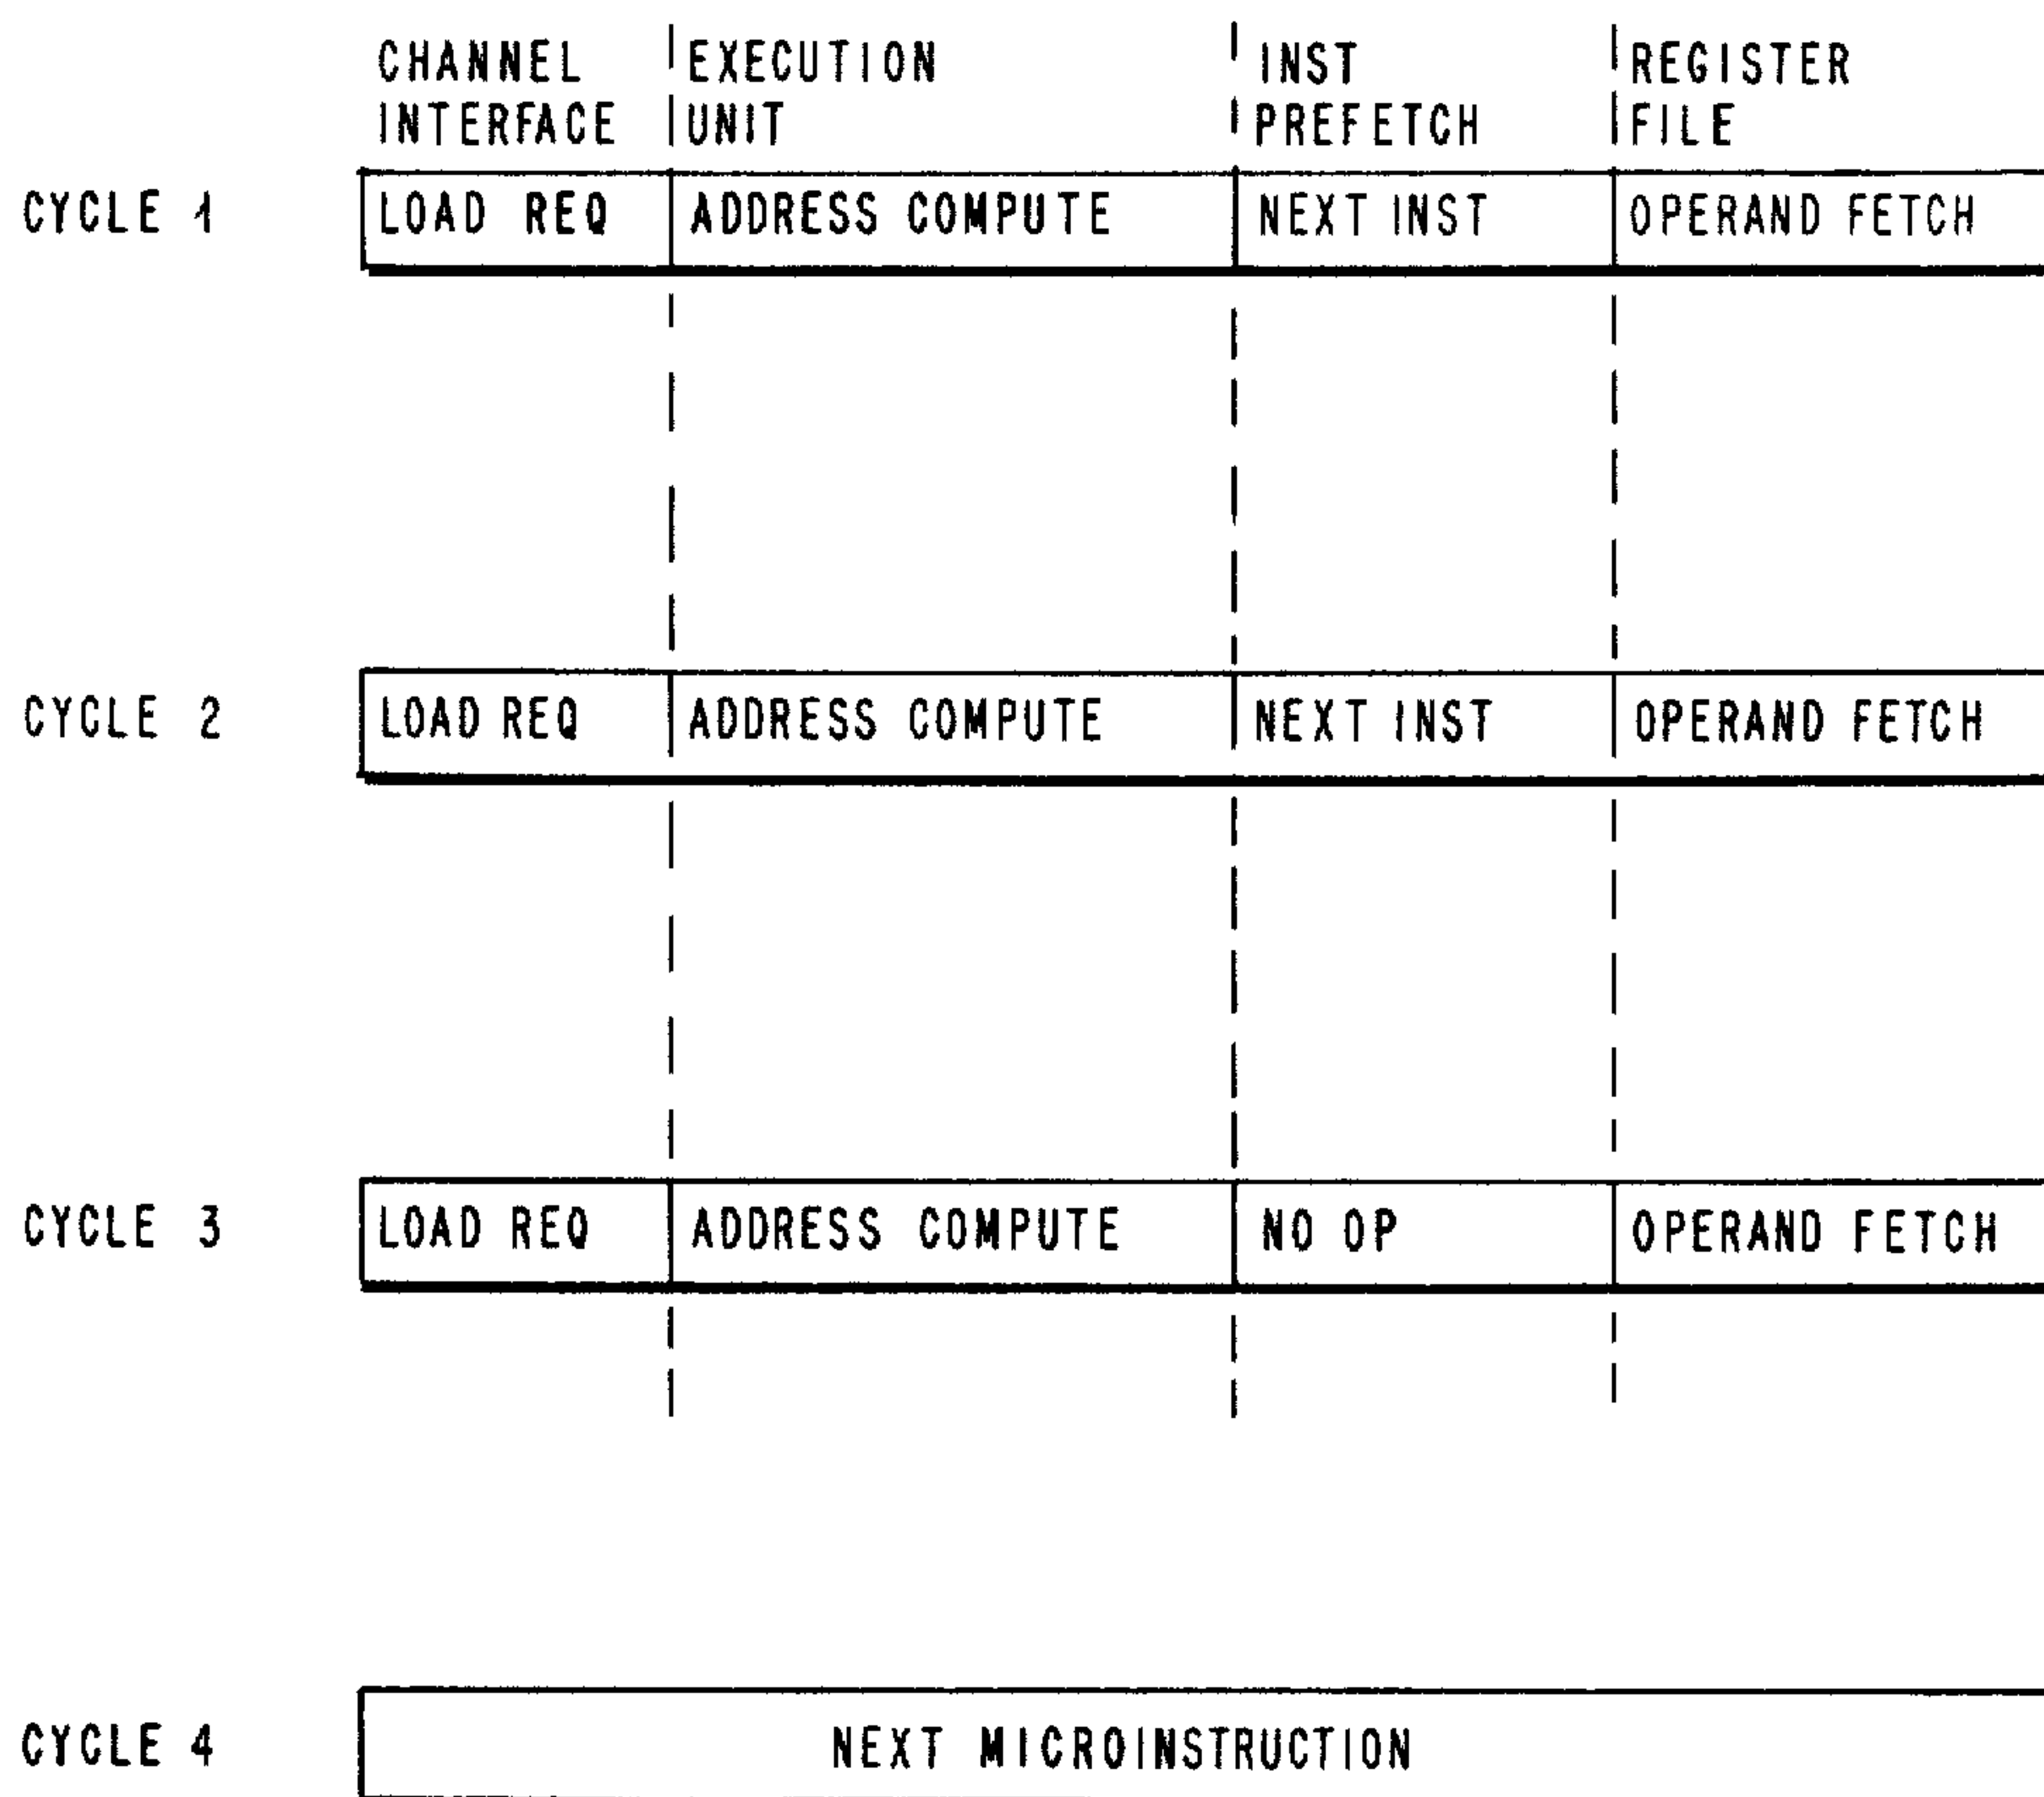 CHANNEL EXECUTION INST REGISTER
INTERFACE UNIT PREFETCH FILE
CYCLE 1 LOAD REQ ADDRESS COMPUTE NEXT INST OPERAND FETCH
CYCLE 2 LOAD REQ ADDRESS COMPUTE NEXT INST OPERAND FETCH
CYCLE 3 LOAD REQ ADDRESS COMPUTE NO OP OPERAND FETCH
CYCLE 4 NEXT MICROINSTRUCTION